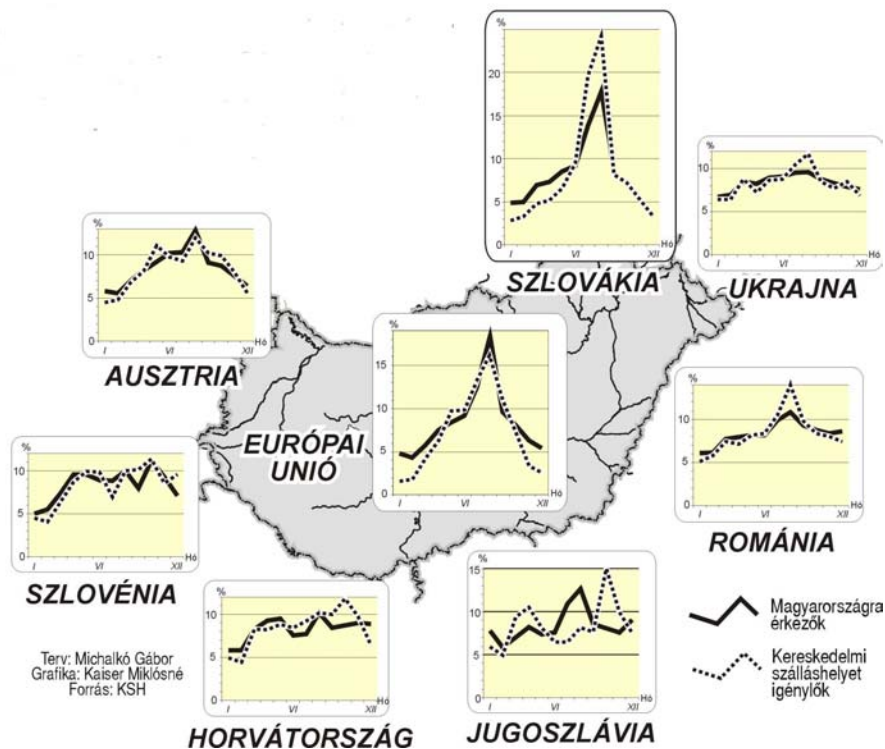 %
20
15
10
5
0
I
VI
XII
Hó
SZLOVÁKIA
%
10
5
0
I
VI
XII
Hó
UKRAJNA
%
10
5
0
I
VI
XII
Hó
AUSZTRIA
%
15
10
5
0
I
VI
XII
Hó
EURÓPAI
UNIÓ
%
10
5
0
I
VI
XII
Hó
ROMÁNIA
%
10
5
0
I
VI
XII
Hó
SZLOVÉNIA
%
10
5
0
I
VI
XII
Hó
HORVÁTORSZÁG
%
15
10
5
0
I
VI
XII
Hó
JUGOSZLÁVIA
Magyarországra
érkezők
Kereskedelmi
szálláshelyet
igénylők
Terv: Michalkó Gábor
Grafika: Kaiser Miklósné
Forrás: KSH